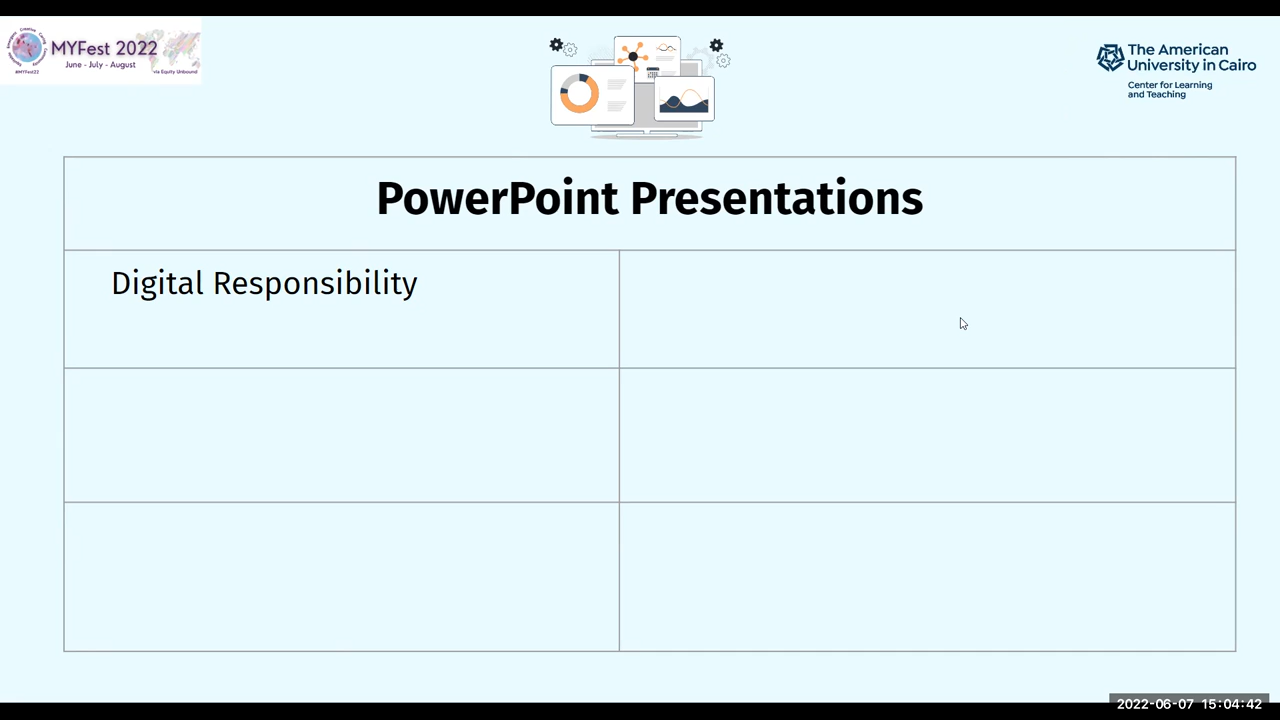 MYFest 2022
June - July - August
#MYFest22
via Equity Unbound
The American
University in Cairo
Center for Learning
and Teaching
PowerPoint Presentations
Digital Responsibility
2022-06-07 15:04:42